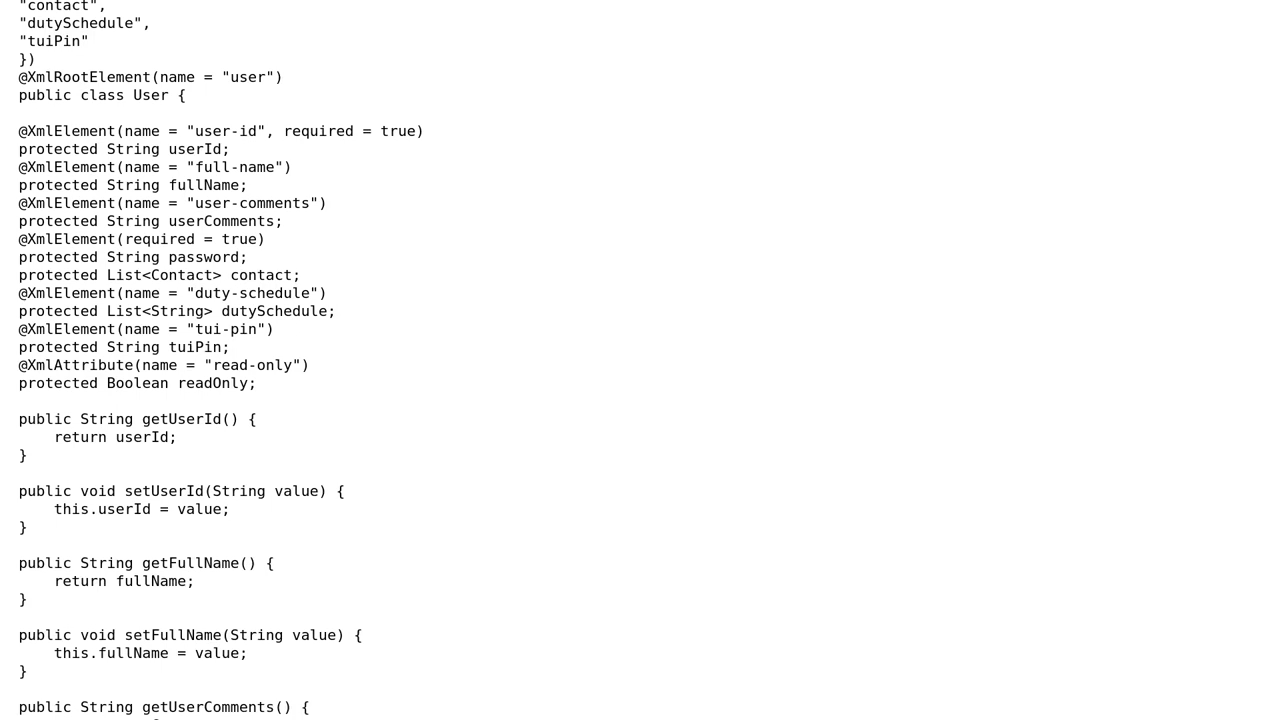 "contact",
"dutySchedule",
"tuiPin"
})
@XmlRootElement(name = "user")
public class User {

@XmlElement(name = "user-id", required = true)
protected String userId;
@XmlElement(name = "full-name")
protected String fullName;
@XmlElement(name = "user-comments")
protected String userComments;
@XmlElement(required = true)
protected String password;
protected List<Contact> contact;
@XmlElement(name = "duty-schedule")
protected List<String> dutySchedule;
@XmlElement(name = "tui-pin")
protected String tuiPin;
@XmlAttribute(name = "read-only")
protected Boolean readOnly;

public String getUserId() {
    return userId;
}

public void setUserId(String value) {
    this.userId = value;
}

public String getFullName() {
    return fullName;
}

public void setFullName(String value) {
    this.fullName = value;
}

public String getUserComments() {